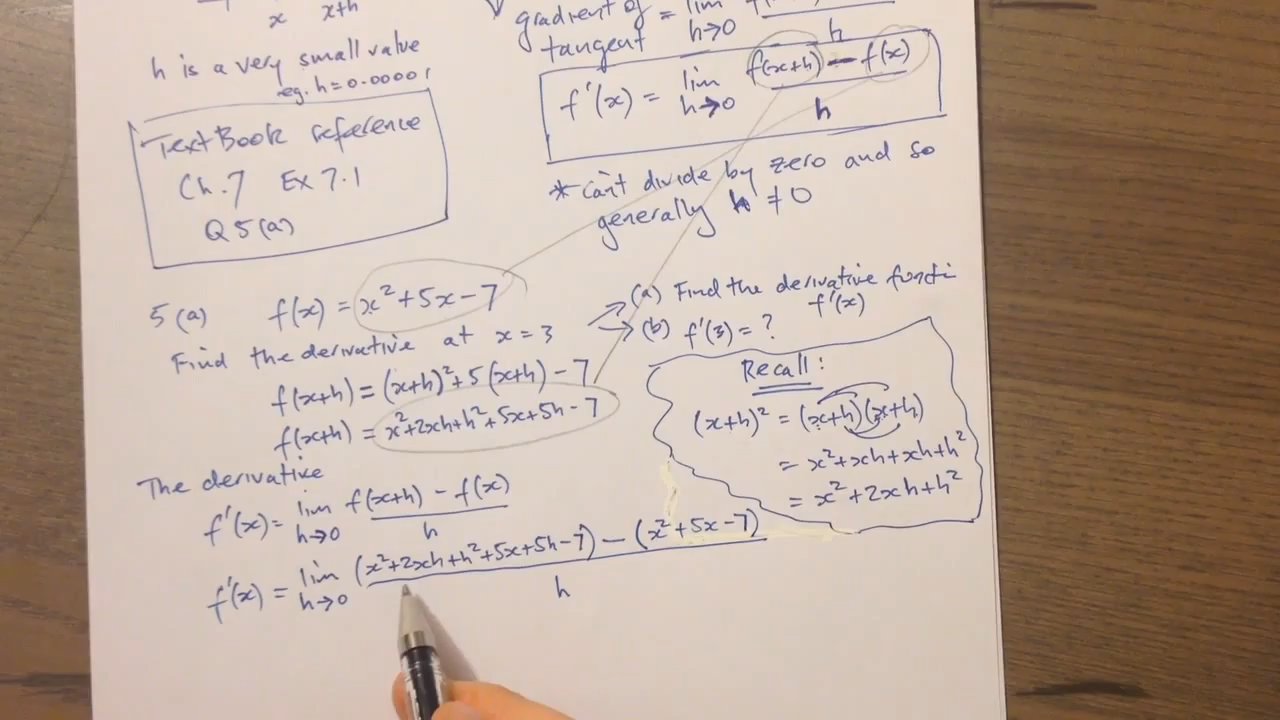 x x+h
h is a very small value
eg. h=0.00001
TextBook reference
Ch.7 Ex 7.1
Q5(a)
gradient of tangent = lim h→0
h
f'(x) = lim h→0 f(x+h) - f(x)
h
* can't divide by zero and so
generally h ≠ 0
5(a) f(x) = x²+5x-7
Find the derivative at x=3
(a) Find the derivative functi
f'(x)
(b) f'(3)=?
f(x+h) = (x+h)²+5(x+h)-7
f(x+h) = x²+2xh+h²+5x+5h-7
Recall:
(x+h)² = (x+h)(x+h)
= x²+xh+xh+h²
= x²+2xh+h²
The derivative
f'(x) = lim h→0 f(x+h) - f(x)
h
f'(x) = lim h→0 (x²+2xh+h²+5x+5h-7) - (x²+5x-7)
h